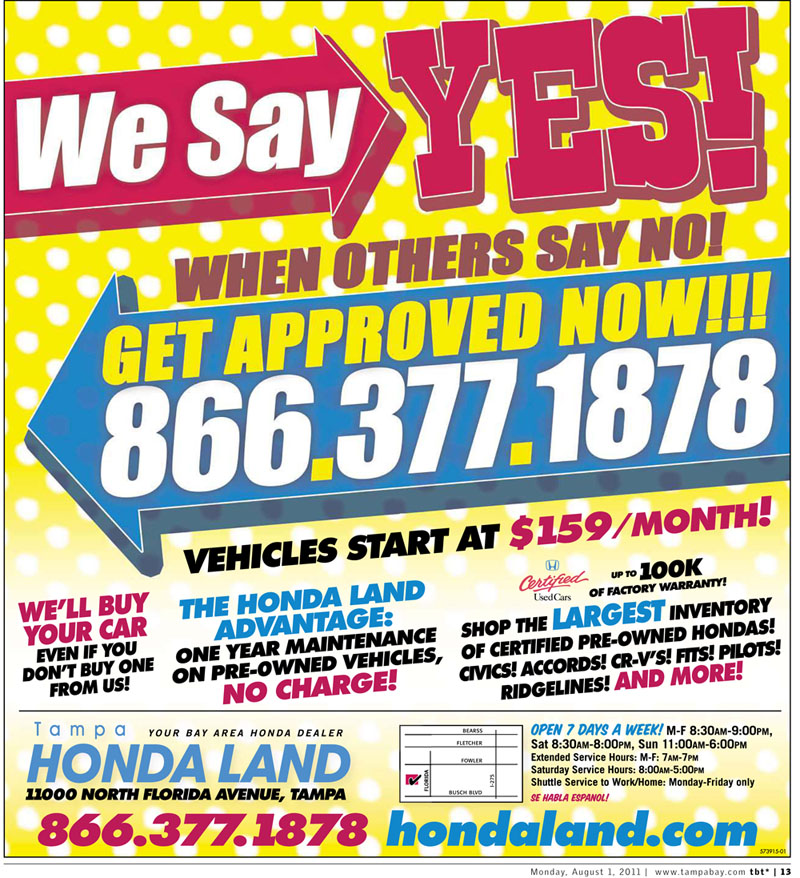 We Say YES!
WHEN OTHERS SAY NO!
GET APPROVED NOW!!!
866.377.1878
VEHICLES START AT $159/MONTH!
WE'LL BUY
YOUR CAR
EVEN IF YOU
DON'T BUY ONE
FROM US!
THE HONDA LAND
ADVANTAGE:
ONE YEAR MAINTENANCE
ON PRE-OWNED VEHICLES,
NO CHARGE!
Certified
Used Cars
UP TO 100K
OF FACTORY WARRANTY!
SHOP THE LARGEST INVENTORY
OF CERTIFIED PRE-OWNED HONDAS!
CIVICS! ACCORDS! CR-V'S! FITS! PILOTS!
RIDGELINES! AND MORE!
Tampa YOUR BAY AREA HONDA DEALER
HONDA LAND
11000 NORTH FLORIDA AVENUE, TAMPA
BEARSS
FLETCHER
FOWLER
FLORIDA
I-275
BUSCH BLVD
OPEN 7 DAYS A WEEK! M-F 8:30AM-9:00PM,
Sat 8:30AM-8:00PM, Sun 11:00AM-6:00PM
Extended Service Hours: M-F: 7AM-7PM
Saturday Service Hours: 8:00AM-5:00PM
Shuttle Service to Work/Home: Monday-Friday only
SE HABLA ESPANOL!
866.377.1878 hondaland.com
573915-01
Monday, August 1, 2011 | www.tampabay.com tbt* | 13